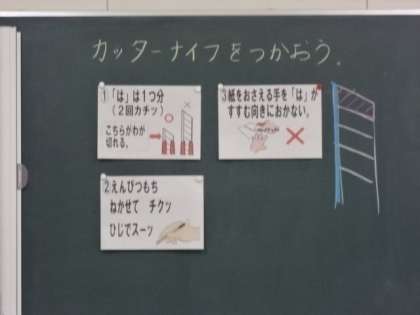 カッターナイフをつかおう.
①「は」は1つ分
(2回カチッ)
こちらがわが
切れる。
②えんぴつもち
ねかせて チクッ
ひじでスーッ
③紙をおさえる手を「は」が
すすむ向きにおかない。